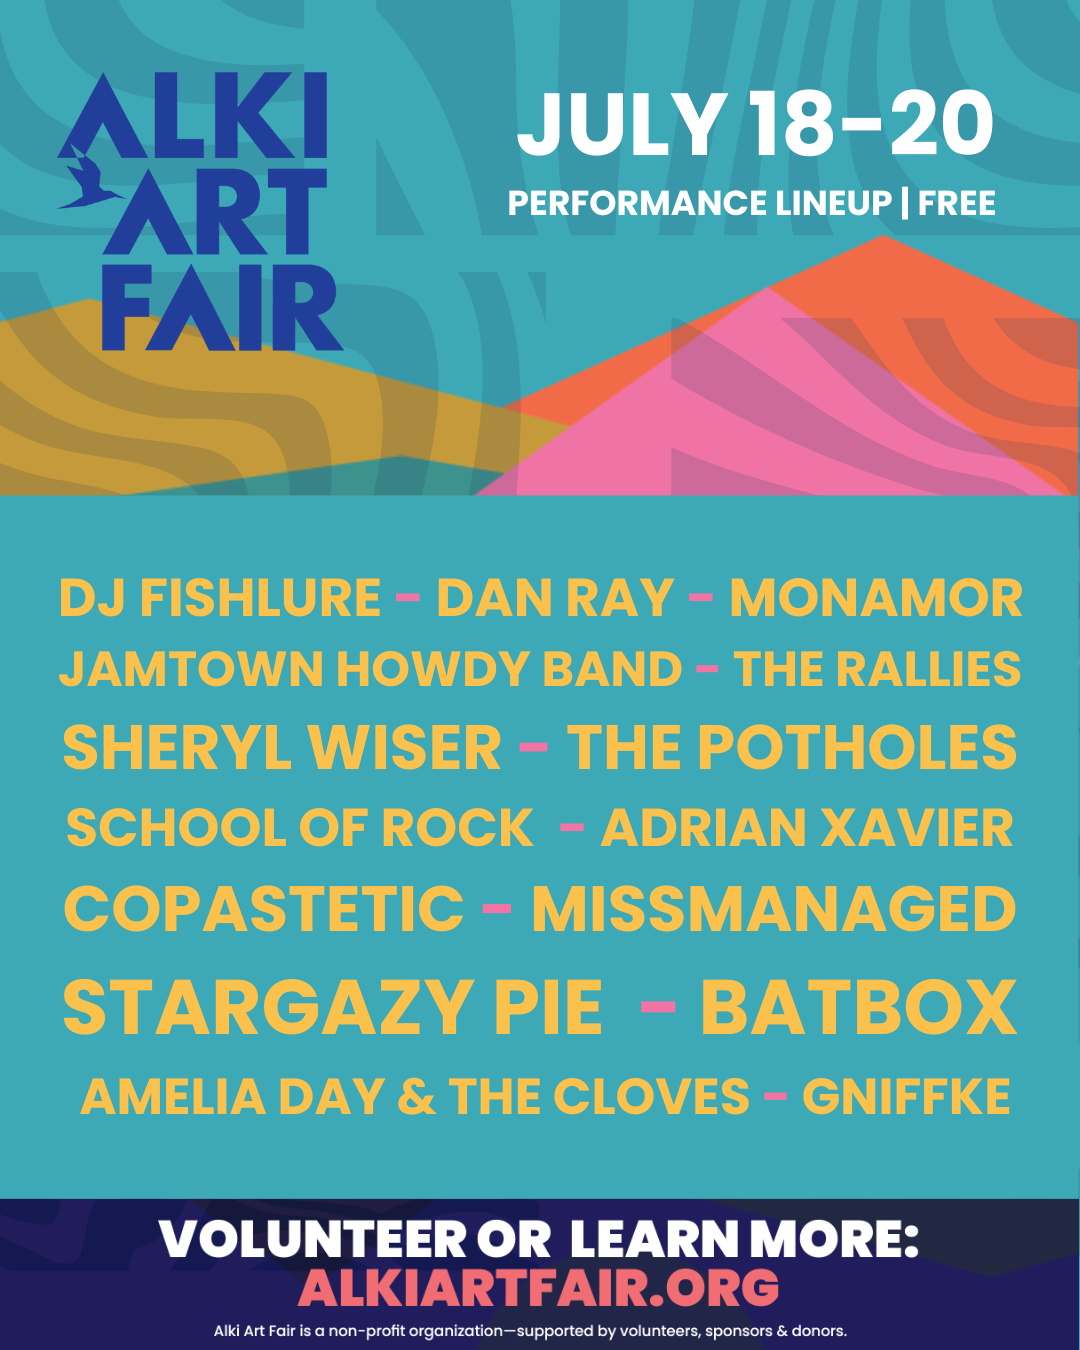 ALKI
ART
FAIR
JULY 18-20
PERFORMANCE LINEUP | FREE
DJ FISHLURE - DAN RAY - MONAMOR
JAMTOWN HOWDY BAND - THE RALLIES
SHERYL WISER - THE POTHOLES
SCHOOL OF ROCK - ADRIAN XAVIER
COPASTETIC - MISSMANAGED
STARGAZY PIE - BATBOX
AMELIA DAY & THE CLOVES - GNIFFKE
VOLUNTEER OR LEARN MORE:
ALKIARTFAIR.ORG
Alki Art Fair is a non-profit organization—supported by volunteers, sponsors & donors.